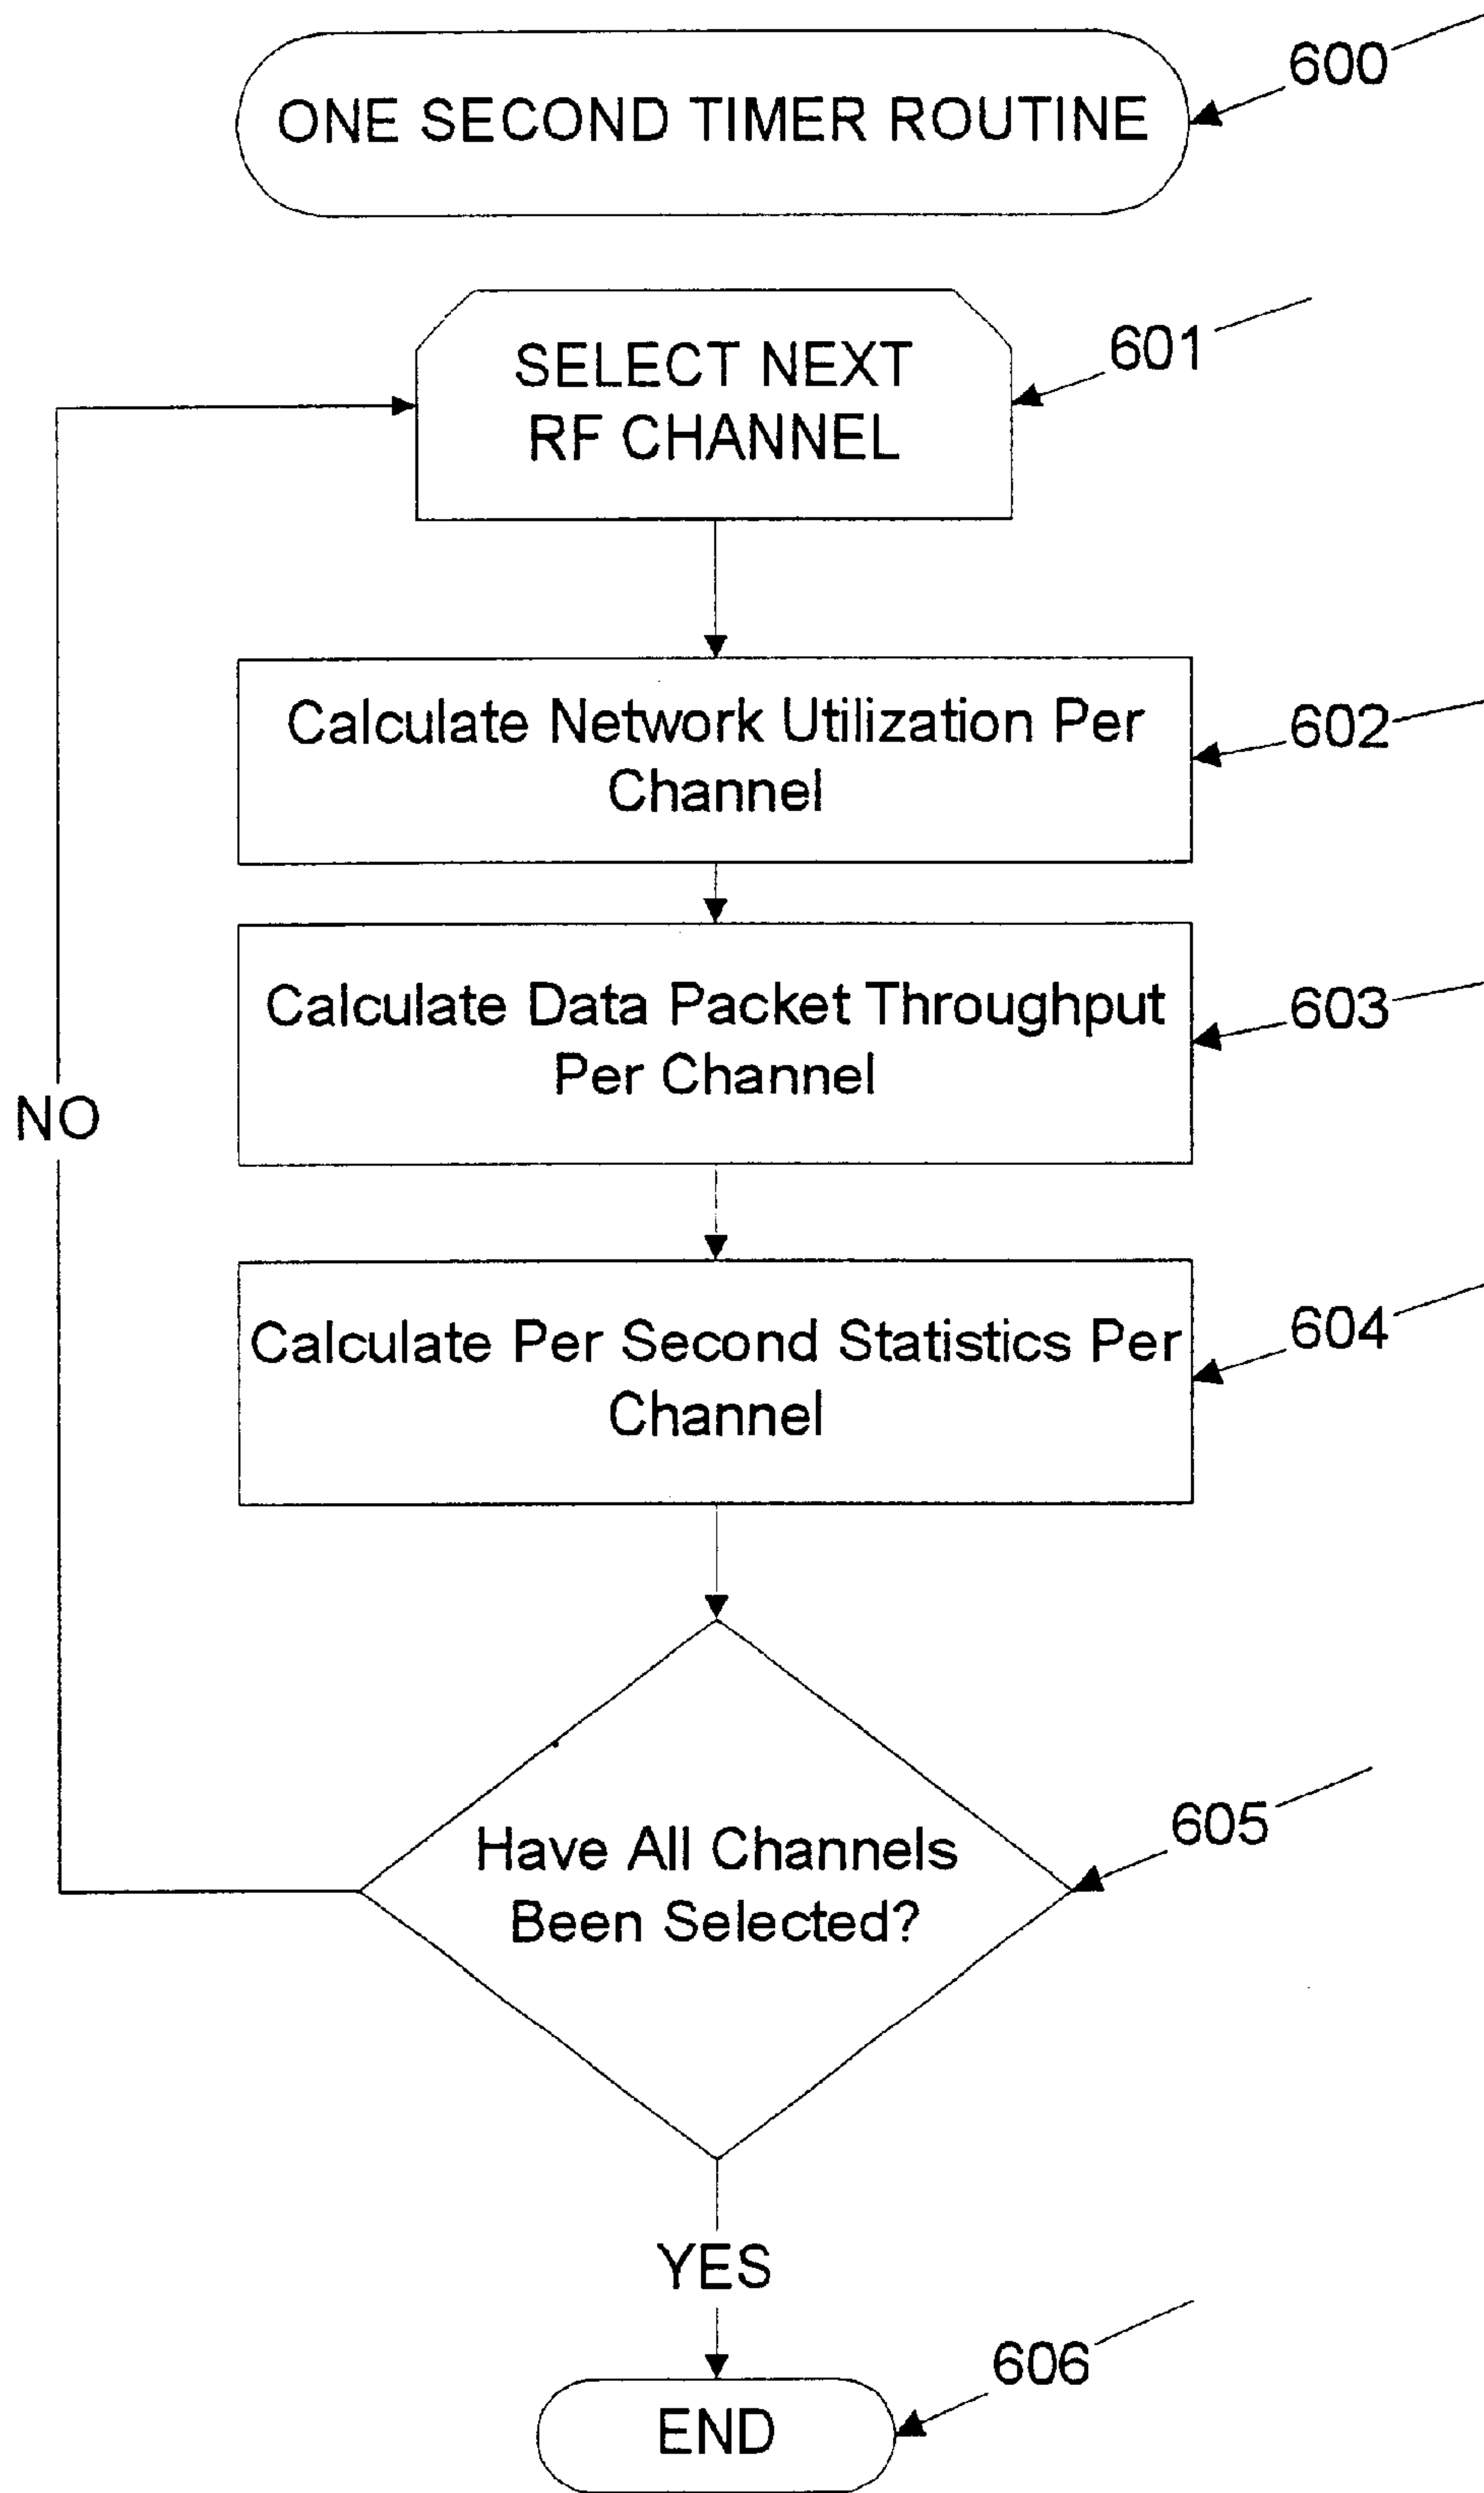 ONE SECOND TIMER ROUTINE
600
SELECT NEXT
RF CHANNEL
601
Calculate Network Utilization Per
Channel
602
Calculate Data Packet Throughput
Per Channel
603
NO
Calculate Per Second Statistics Per
Channel
604
Have All Channels
Been Selected?
605
YES
END
606